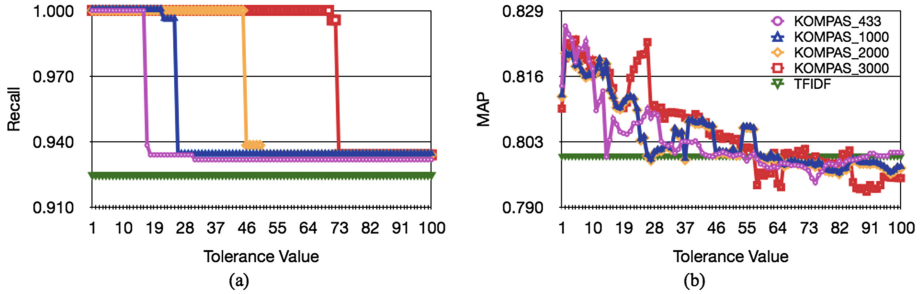 1.000
0.970
0.940
0.910
Recall
1 10 19 28 37 46 55 64 73 82 91 100
Tolerance Value
(a)
0.829
0.816
0.803
0.790
MAP
KOMPAS_433
KOMPAS_1000
KOMPAS_2000
KOMPAS_3000
TFIDF
1 10 19 28 37 46 55 64 73 82 91 100
Tolerance Value
(b)